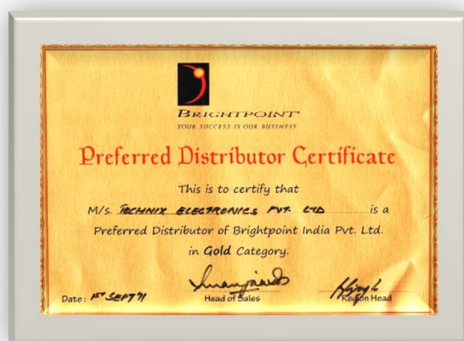 BRIGHTPOINT
YOUR SUCCESS IS OUR BUSINESS
Preferred Distributor Certificate
This is to certify that
M/s. TECHNIX ELECTRONICS PVT. LTD is a
Preferred Distributor of Brightpoint India Pvt. Ltd.
in Gold Category.
Date: 1ST SEPT'11
Head of Sales
Region Head